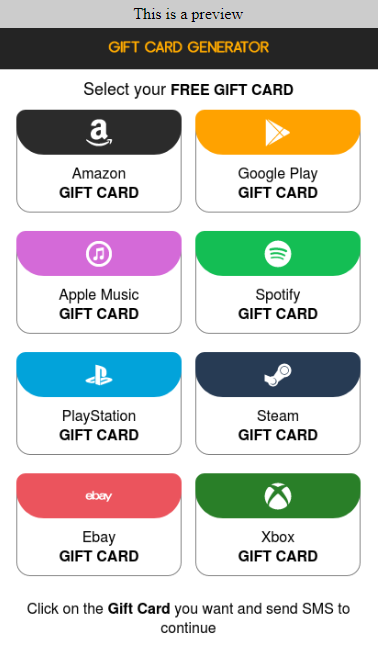 This is a preview
GIFT CARD GENERATOR
Select your FREE GIFT CARD
a
Amazon
GIFT CARD
Google Play
GIFT CARD
Apple Music
GIFT CARD
Spotify
GIFT CARD
PlayStation
GIFT CARD
Steam
GIFT CARD
ebay
Ebay
GIFT CARD
Xbox
GIFT CARD
Click on the Gift Card you want and send SMS to
continue